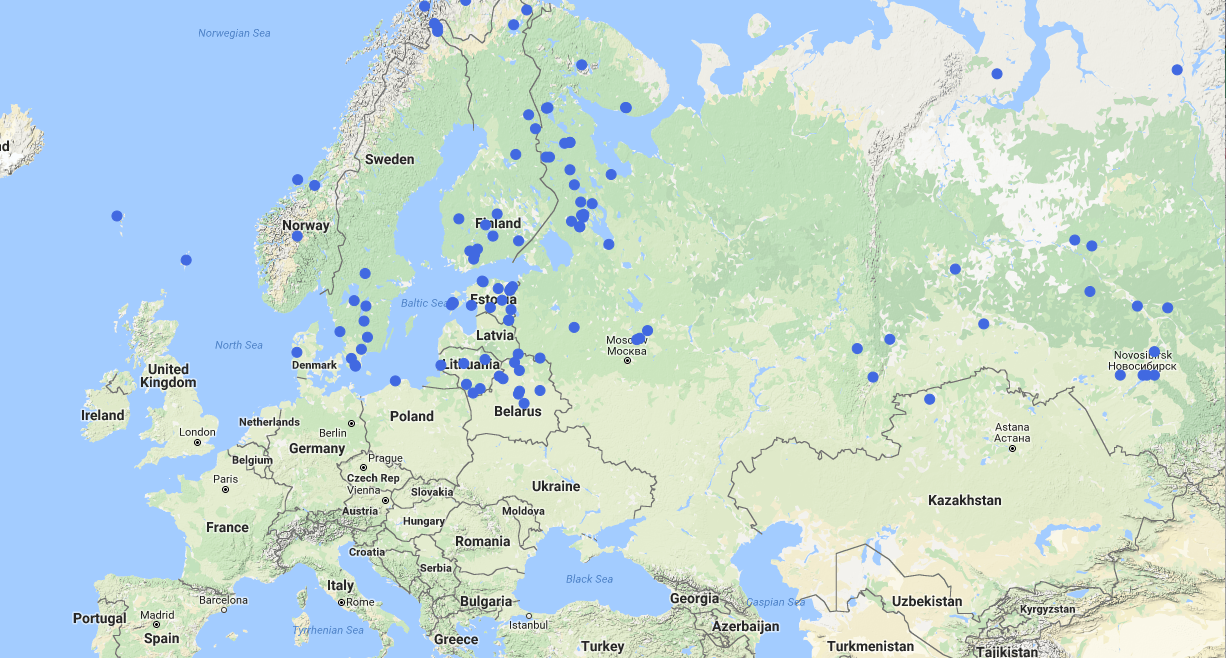 Norwegian Sea
nd
Sweden
Finland
Norway
Baltic Sea
Estonia
North Sea
Latvia
Moscow
Москва
Denmark
Lithuania
Novosibirsk
Новосибирск
United
Kingdom
Ireland
Netherlands
Poland
Belarus
London
Berlin
Germany
Astana
Астана
Belgium
Prague
Paris
Czech Rep
Vienna
Slovakia
Ukraine
Kazakhstan
Austria
Moldova
Hungary
France
Romania
Croatia
Serbia
Black Sea
Italy
Barcelona
Rome
Bulgaria
Georgia
Caspian Sea
Uzbekistan
Kyrgyzstan
Portugal
Madrid
Spain
Istanbul
Azerbaijan
Tyrrhenian Sea
Greece
Turkey
Turkmenistan
Tajikistan